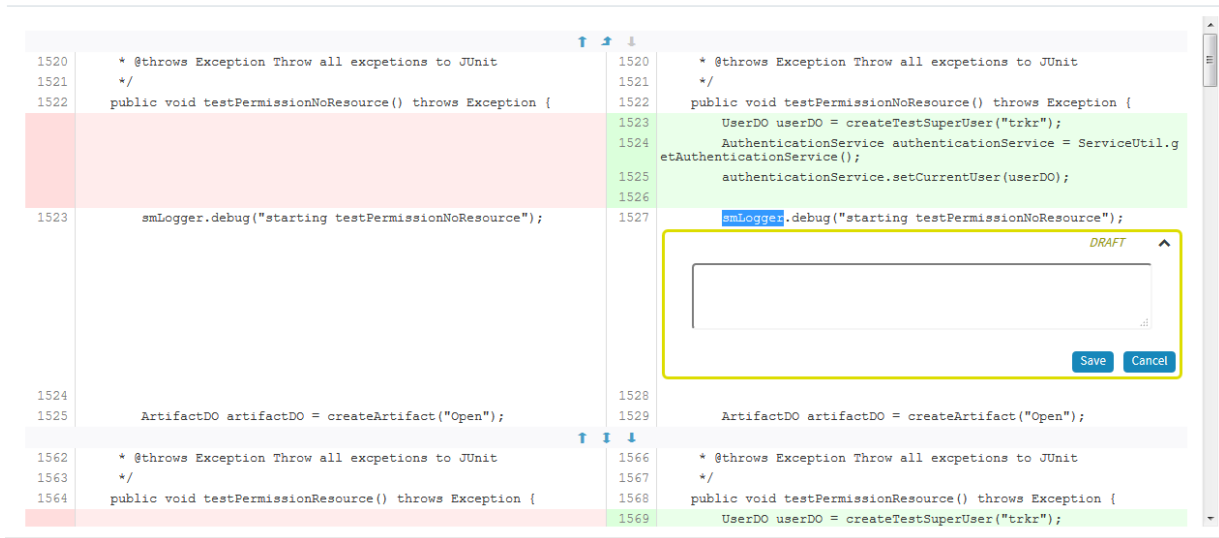 1520 * @throws Exception Throw all excpetions to JUnit 1520 * @throws Exception Throw all excpetions to JUnit
1521 */ 1521 */
1522 public void testPermissionNoResource() throws Exception { 1522 public void testPermissionNoResource() throws Exception {
1523 UserDO userDO = createTestSuperUser("trkr");
1524 AuthenticationService authenticationService = ServiceUtil.g
etAuthenticationService();
1525 authenticationService.setCurrentUser(userDO);
1526
1523 smLogger.debug("starting testPermissionNoResource"); 1527 smLogger.debug("starting testPermissionNoResource");
DRAFT
Save Cancel
1524 1528
1525 ArtifactDO artifactDO = createArtifact("Open"); 1529 ArtifactDO artifactDO = createArtifact("Open");
1562 * @throws Exception Throw all excpetions to JUnit 1566 * @throws Exception Throw all excpetions to JUnit
1563 */ 1567 */
1564 public void testPermissionResource() throws Exception { 1568 public void testPermissionResource() throws Exception {
1569 UserDO userDO = createTestSuperUser("trkr");